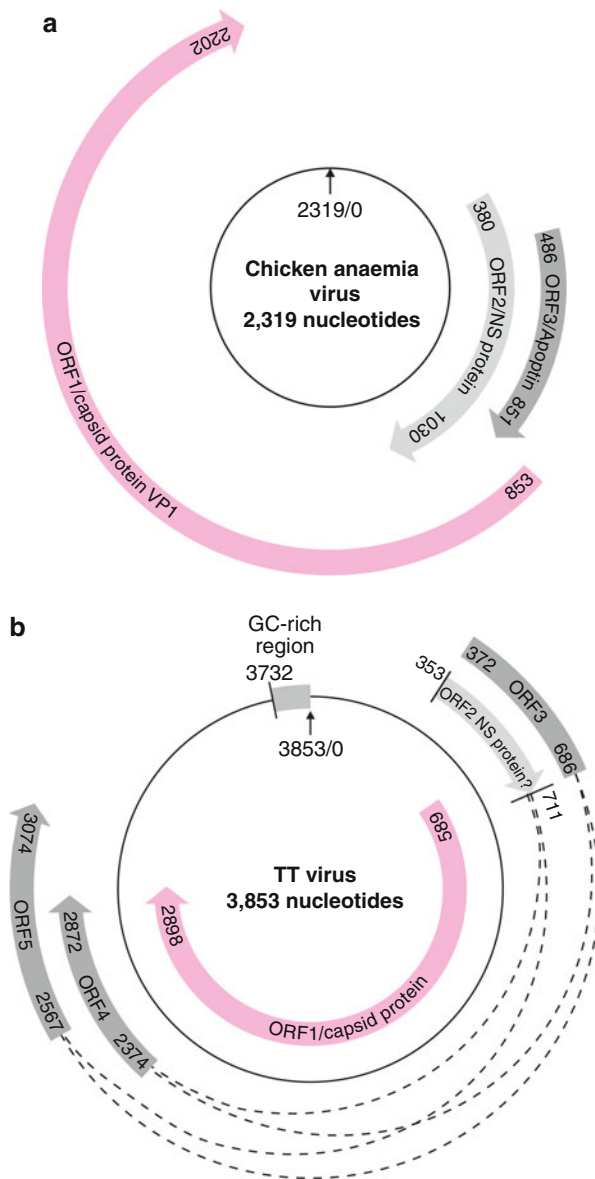 a
2202
2319/0
Chicken anaemia
virus
2,319 nucleotides
380
ORF2/NS protein
1030
486
ORF3/Apoptin
851
853
ORF1/capsid protein VP1
b
GC-rich
region
3732
3853/0
353
372
ORF3
686
ORF2 NS protein?
711
589
TT virus
3,853 nucleotides
2898
ORF1/capsid protein
3074
ORF5
2567
2872
ORF4
2374